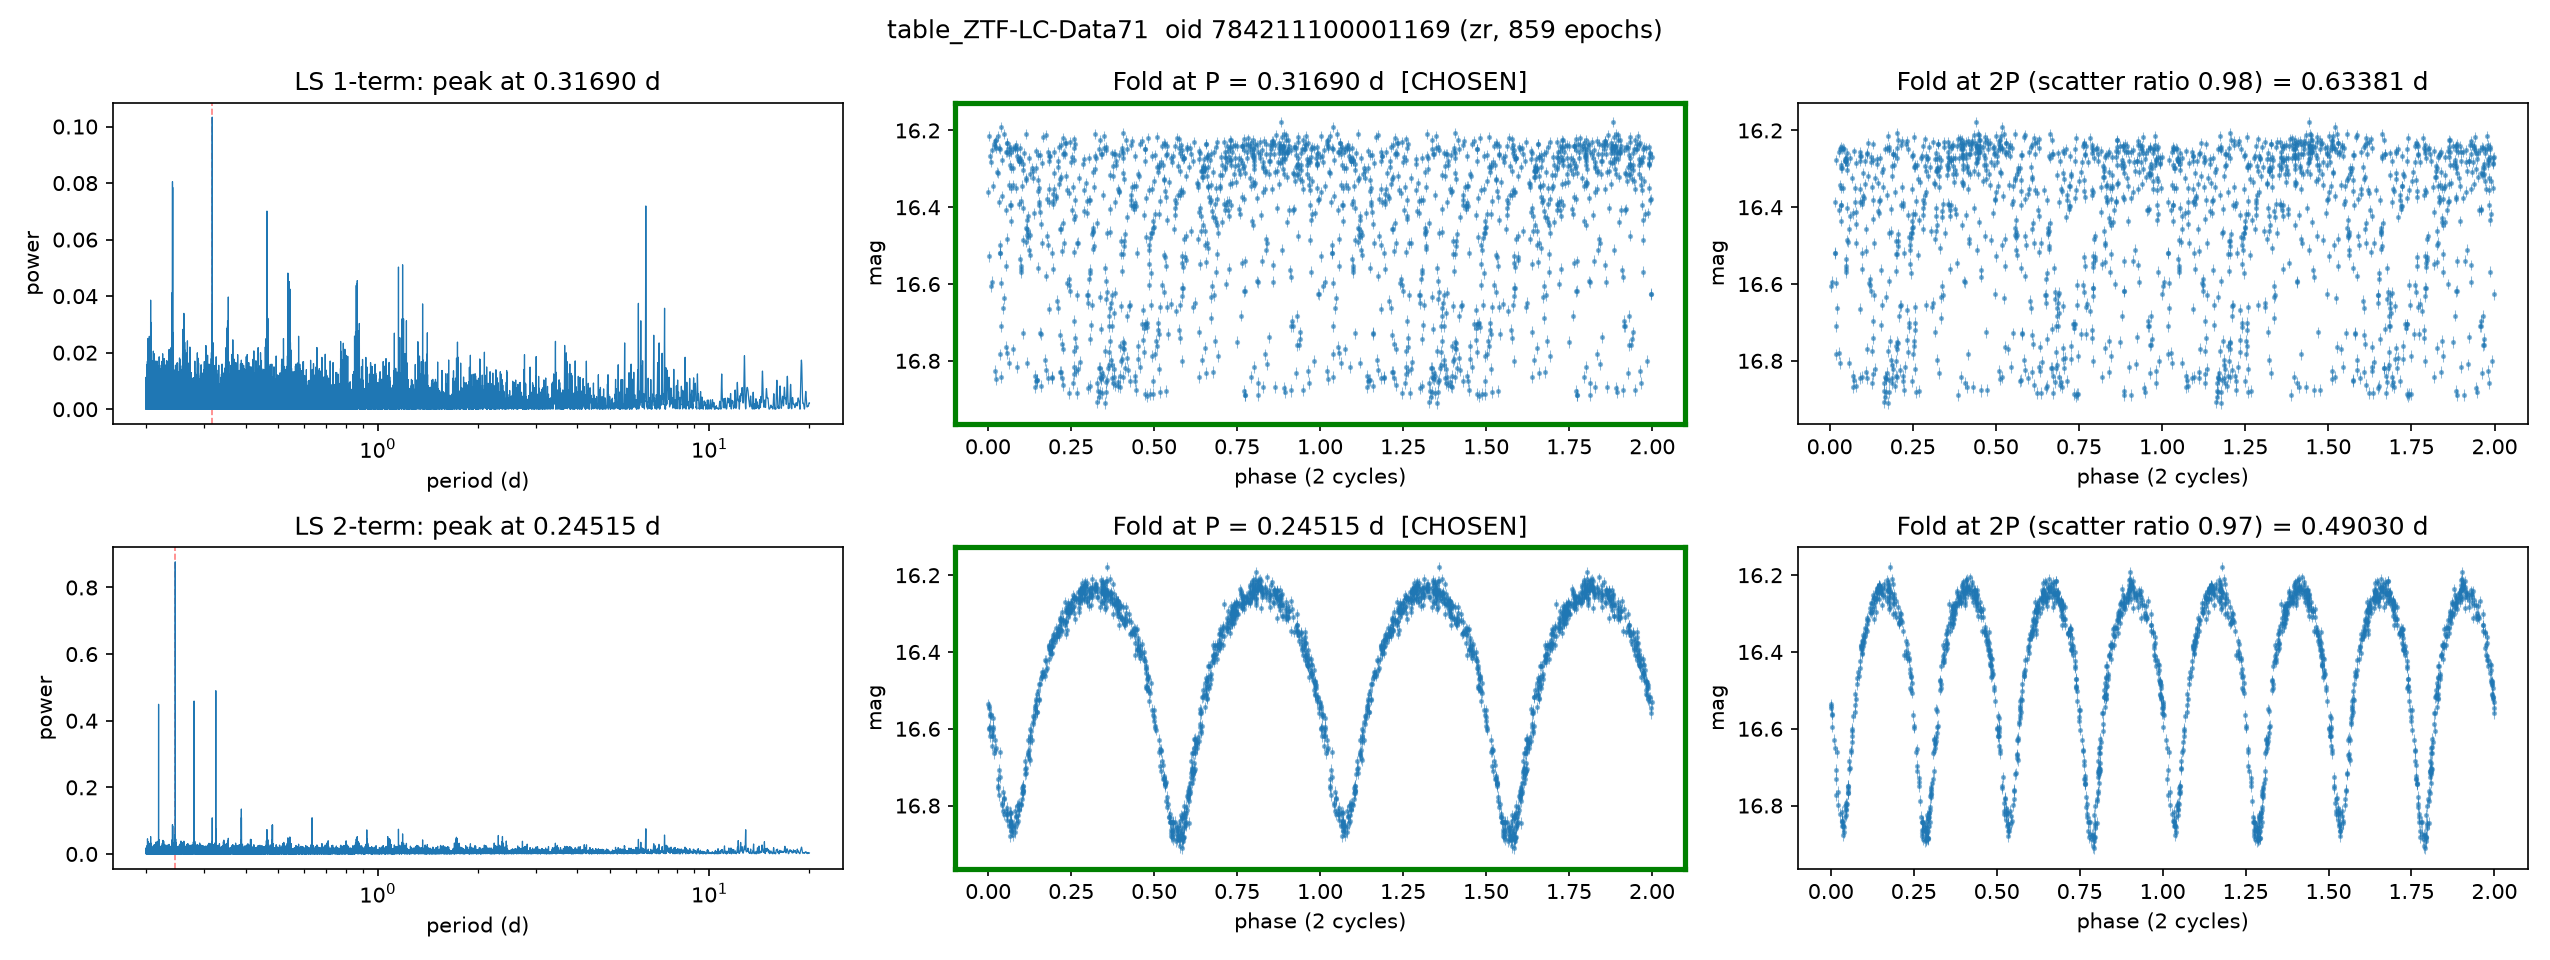 table_ZTF-LC-Data71  oid 784211100001169 (zr, 859 epochs)
LS 1-term: peak at 0.31690 d
power
0.10
0.08
0.06
0.04
0.02
0.00
10^0
10^1
period (d)
Fold at P = 0.31690 d  [CHOSEN]
mag
16.2
16.4
16.6
16.8
0.00 0.25 0.50 0.75 1.00 1.25 1.50 1.75 2.00
phase (2 cycles)
Fold at 2P (scatter ratio 0.98) = 0.63381 d
mag
16.2
16.4
16.6
16.8
0.00 0.25 0.50 0.75 1.00 1.25 1.50 1.75 2.00
phase (2 cycles)
LS 2-term: peak at 0.24515 d
power
0.8
0.6
0.4
0.2
0.0
10^0
10^1
period (d)
Fold at P = 0.24515 d  [CHOSEN]
mag
16.2
16.4
16.6
16.8
0.00 0.25 0.50 0.75 1.00 1.25 1.50 1.75 2.00
phase (2 cycles)
Fold at 2P (scatter ratio 0.97) = 0.49030 d
mag
16.2
16.4
16.6
16.8
0.00 0.25 0.50 0.75 1.00 1.25 1.50 1.75 2.00
phase (2 cycles)